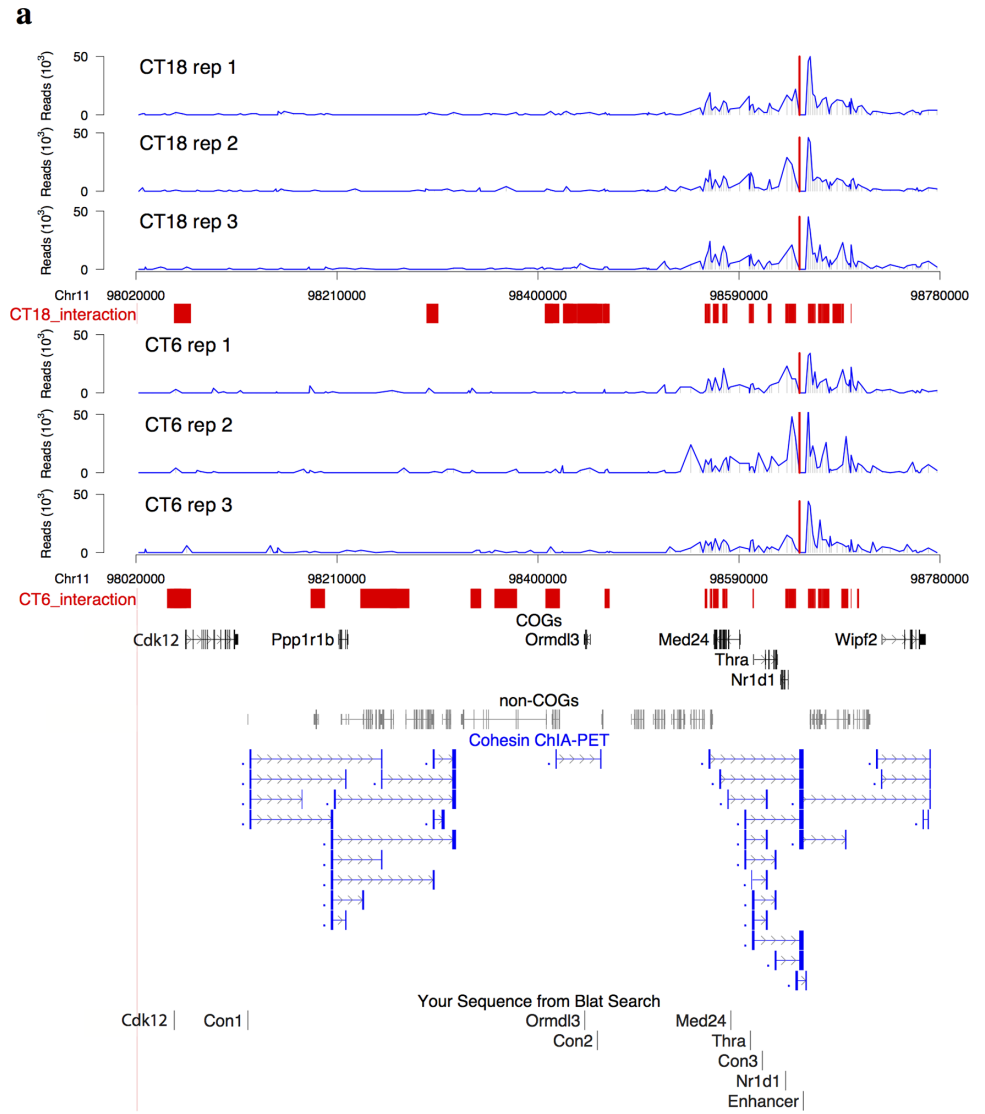 a
50
Reads (10³)
0
CT18 rep 1
50
Reads (10³)
0
CT18 rep 2
50
Reads (10³)
0
CT18 rep 3
Chr11
980220000 98210000 98400000 98590000 98780000
CT18_interaction
50
Reads (10³)
0
CT6 rep 1
50
Reads (10³)
0
CT6 rep 2
50
Reads (10³)
0
CT6 rep 3
Chr11
980220000 98210000 98400000 98590000 98780000
CT6_interaction
COGs
Cdk12 Ppp1r1b Ormdl3 Med24 Wipf2
Thra
Nr1d1
non-COGs
Cohesin ChIA-PET
Your Sequence from Blat Search
Cdk12 Con1 Ormdl3 Med24
Con2 Thra
Con3
Nr1d1
Enhancer